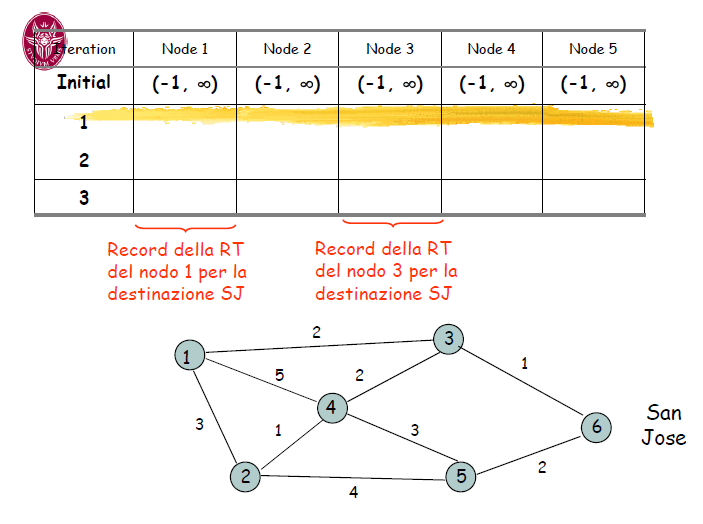 Iteration Node 1 Node 2 Node 3 Node 4 Node 5
Initial (-1, ∞) (-1, ∞) (-1, ∞) (-1, ∞) (-1, ∞)
1
2
3
Record della RT
del nodo 1 per la
destinazione SJ
Record della RT
del nodo 3 per la
destinazione SJ
2
3
1
1
5
2
4
3
1
3
6
San
Jose
2
5
2
4